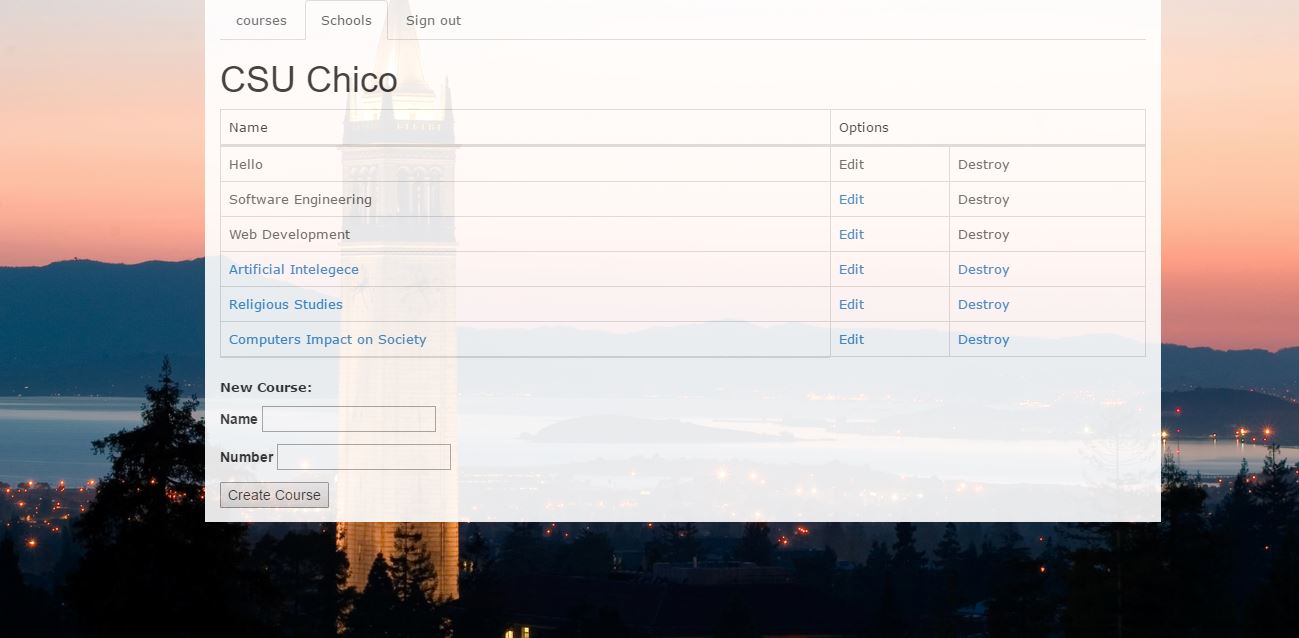 courses Schools Sign out
CSU Chico
Name Options
Hello Edit Destroy
Software Engineering Edit Destroy
Web Development Edit Destroy
Artificial Intelegece Edit Destroy
Religious Studies Edit Destroy
Computers Impact on Society Edit Destroy
New Course:
Name
Number
Create Course